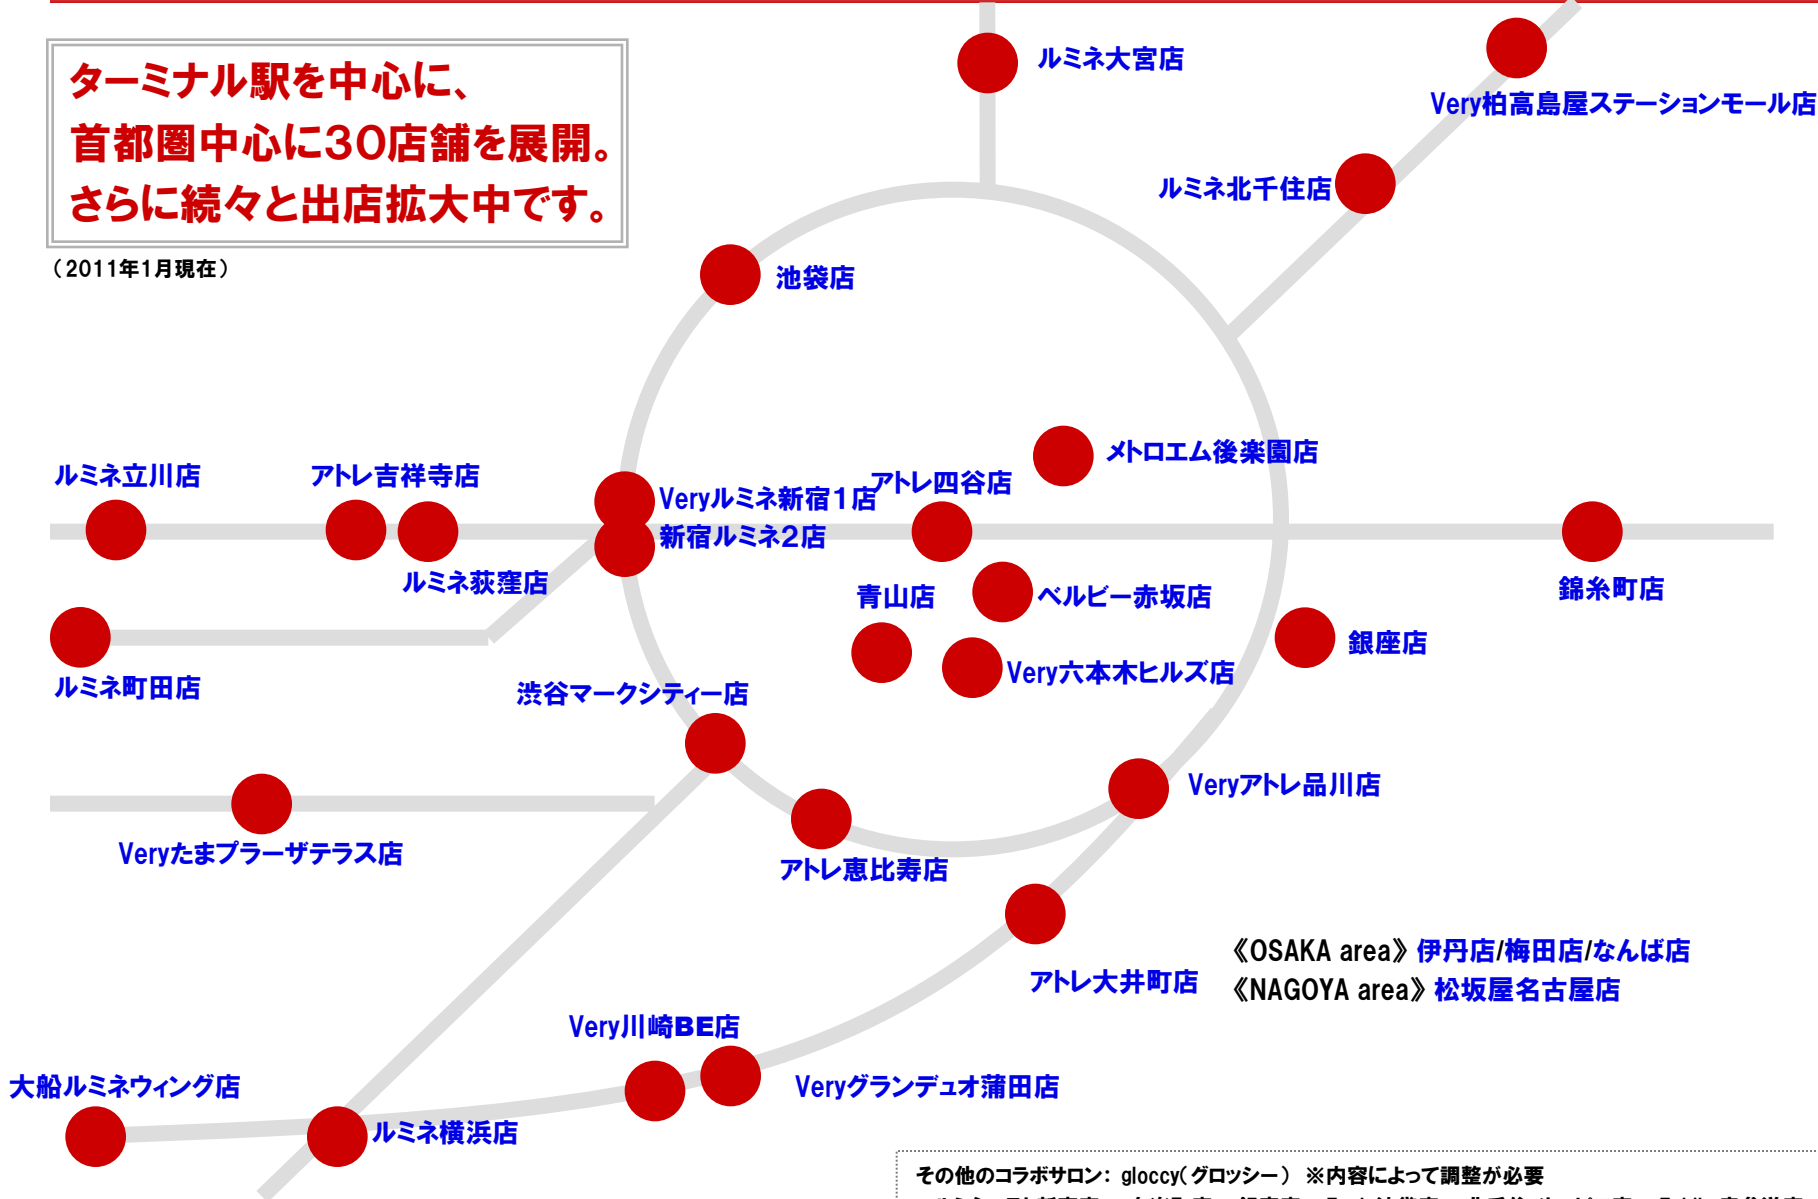 ターミナル駅を中心に、
首都圏中心に30店舗を展開。
さらに続々と出店拡大中です。
(2011年1月現在)
ルミネ大宮店
Very柏高島屋ステーションモール店
ルミネ北千住店
池袋店
メトロエム後楽園店
ルミネ立川店
アトレ吉祥寺店
アトレ四谷店
Veryルミネ新宿1店
新宿ルミネ2店
ルミネ荻窪店
青山店
ベルビー赤坂店
錦糸町店
銀座店
Very六本木ヒルズ店
ルミネ町田店
渋谷マークシティー店
Veryアトレ品川店
Veryたまプラーザテラス店
アトレ恵比寿店
アトレ大井町店
《OSAKA area》 伊丹店/梅田店/なんば店
《NAGOYA area》 松坂屋名古屋店
Very川崎BE店
Veryグランデュオ蒲田店
大船ルミネウィング店
ルミネ横浜店
その他のコラボサロン: gloccy(グロッシー) ※内容によって調整が必要